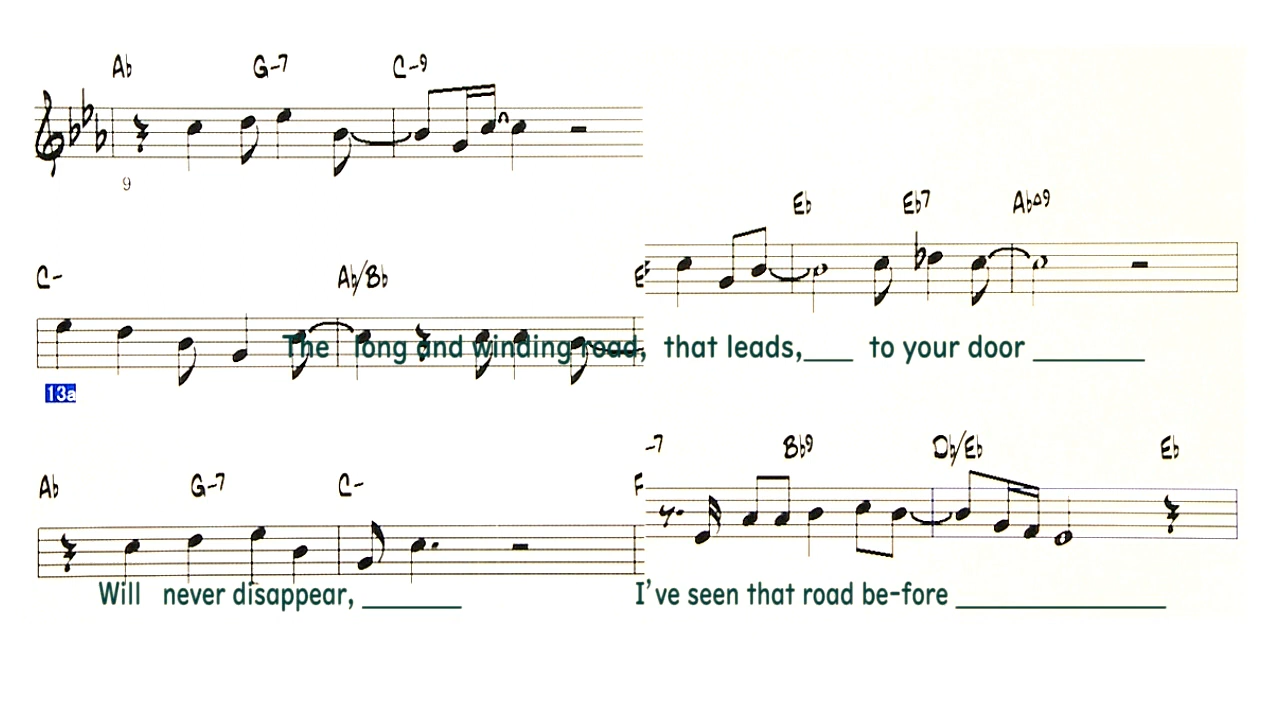 Ab G-7 C-9
9
Eb Eb7 Ab△9
C- Ab/Bb
The long and winding road, that leads,___ to your door ________
13a
-7 Bb9 Db/Eb Eb
Ab G-7 C-
Will never disappear, _______ I've seen that road be-fore _______________